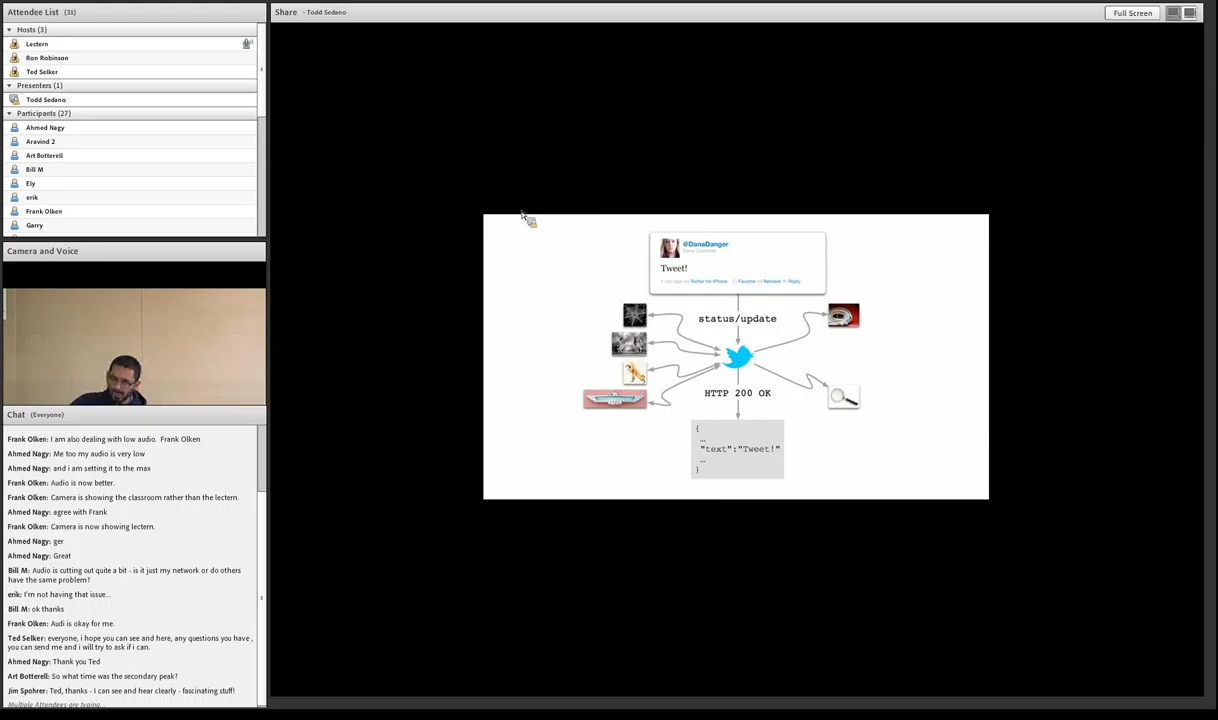 Attendee List (31)
Hosts (3)
Lectern
Ron Robinson
Ted Selker
Presenters (1)
Todd Sedano
Participants (27)
Ahmed Nagy
Aravind 2
Art Botterell
Bill M
Ely
erik
Frank Olken
Garry
Camera and Voice
Chat (Everyone)
Frank Olken: I am also dealing with low audio. Frank Olken
Ahmed Nagy: Me too my audio is very low
Ahmed Nagy: and i am setting it to the max
Frank Olken: Audio is now better.
Frank Olken: Camera is showing the classroom rather than the lectern.
Ahmed Nagy: agree with Frank
Frank Olken: Camera is now showing lectern.
Ahmed Nagy: ger
Ahmed Nagy: Great
Bill M: Audio is cutting out quite a bit - is it just my network or do others
have the same problem?
erik: I'm not having that issue...
Bill M: ok thanks
Frank Olken: Audi is okay for me.
Ted Selker: everyone, i hope you can see and here, any questions you have ,
you can send me and i will try to ask if i can.
Ahmed Nagy: Thank you Ted
Art Botterell: So what time was the secondary peak?
Jim Spohrer: Ted, thanks - I can see and hear clearly - fascinating stuff!
Multiple Attendees are typing...
Share - Todd Sedano
Full Screen
@DanaDanger
Tweet!
1 min ago via Twitter for iPhone Favorite Retweet Reply
status/update
HTTP 200 OK
{
…
"text":"Tweet!"
…
}